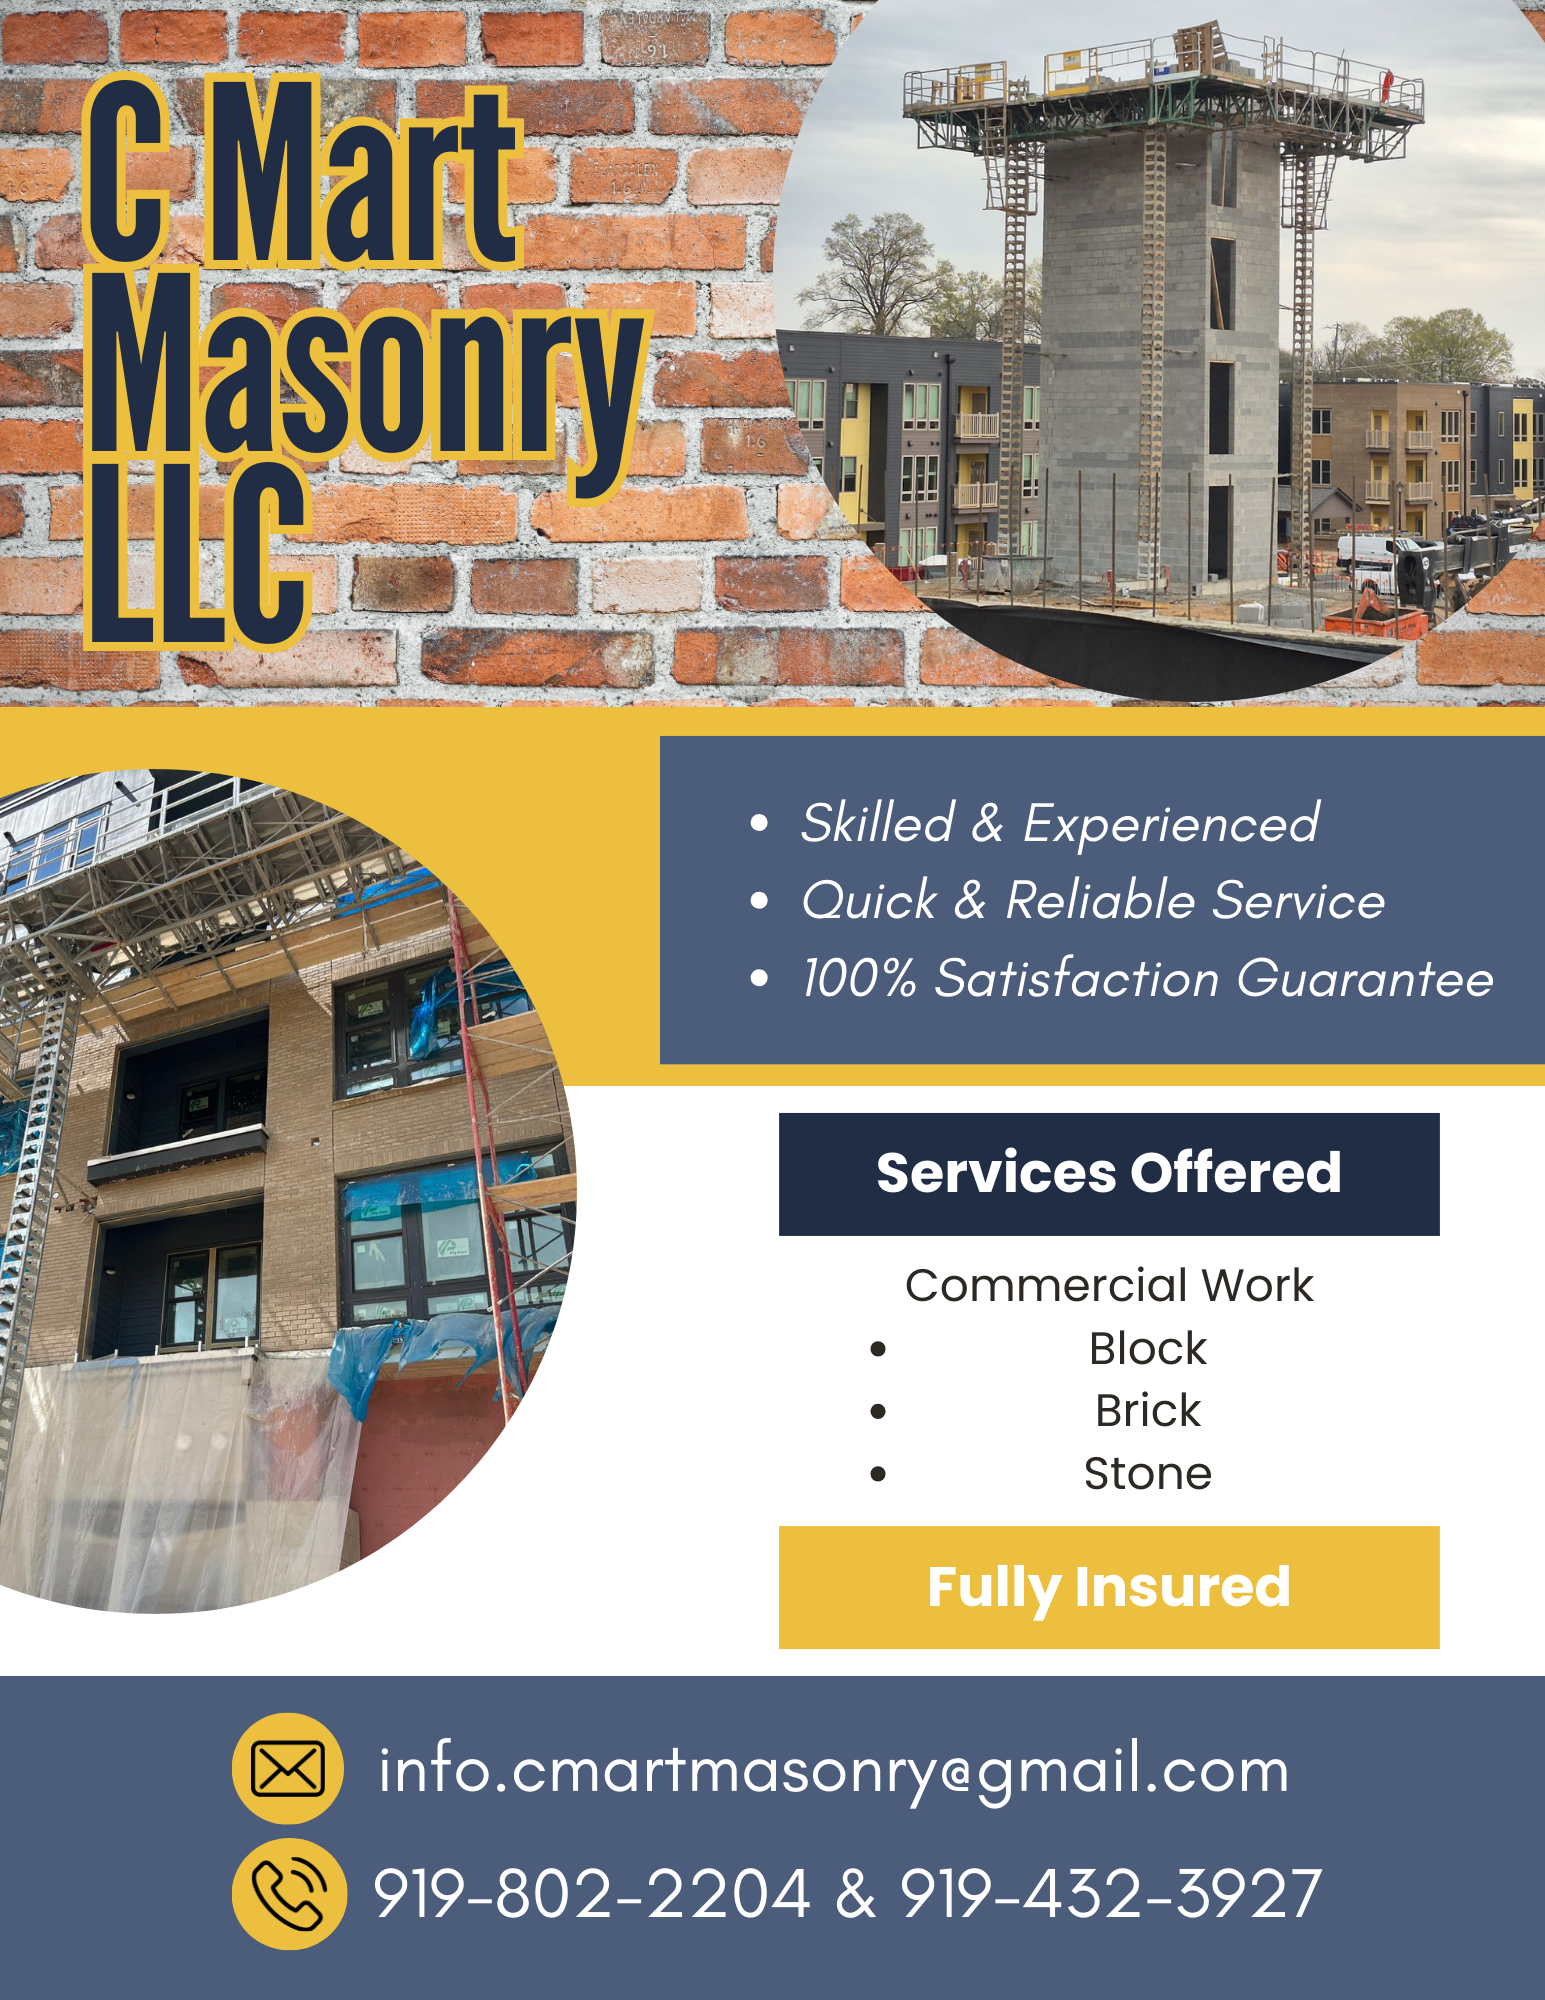 C Mart
Masonry
LLC
• Skilled & Experienced
• Quick & Reliable Service
• 100% Satisfaction Guarantee
Services Offered
Commercial Work
• Block
• Brick
• Stone
Fully Insured
info.cmartmasonry@gmail.com
919-802-2204 & 919-432-3927